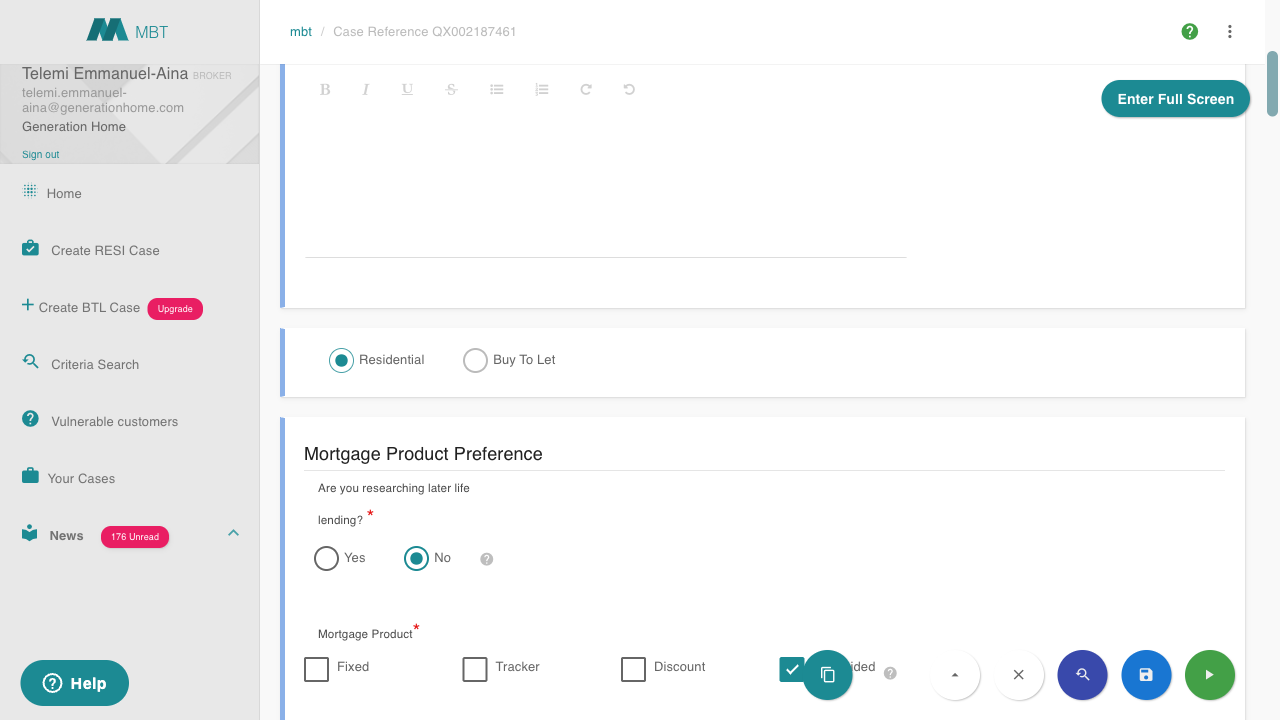 MBT
mbt / Case Reference QX002187461
Telemi Emmanuel-Aina BROKER
telemi.emmanuel-
aina@generationhome.com
Generation Home
Sign out
Home
Create RESI Case
Create BTL Case Upgrade
Criteria Search
Vulnerable customers
Your Cases
News 176 Unread
Help
B I U S
Enter Full Screen
Residential Buy To Let
Mortgage Product Preference
Are you researching later life
lending? *
Yes No
Mortgage Product*
Fixed Tracker Discount